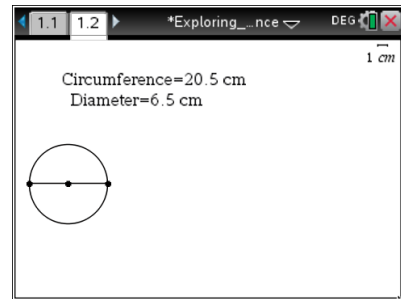 1.1 1.2 *Exploring_...nce DEG
1 cm
Circumference=20.5 cm
Diameter=6.5 cm